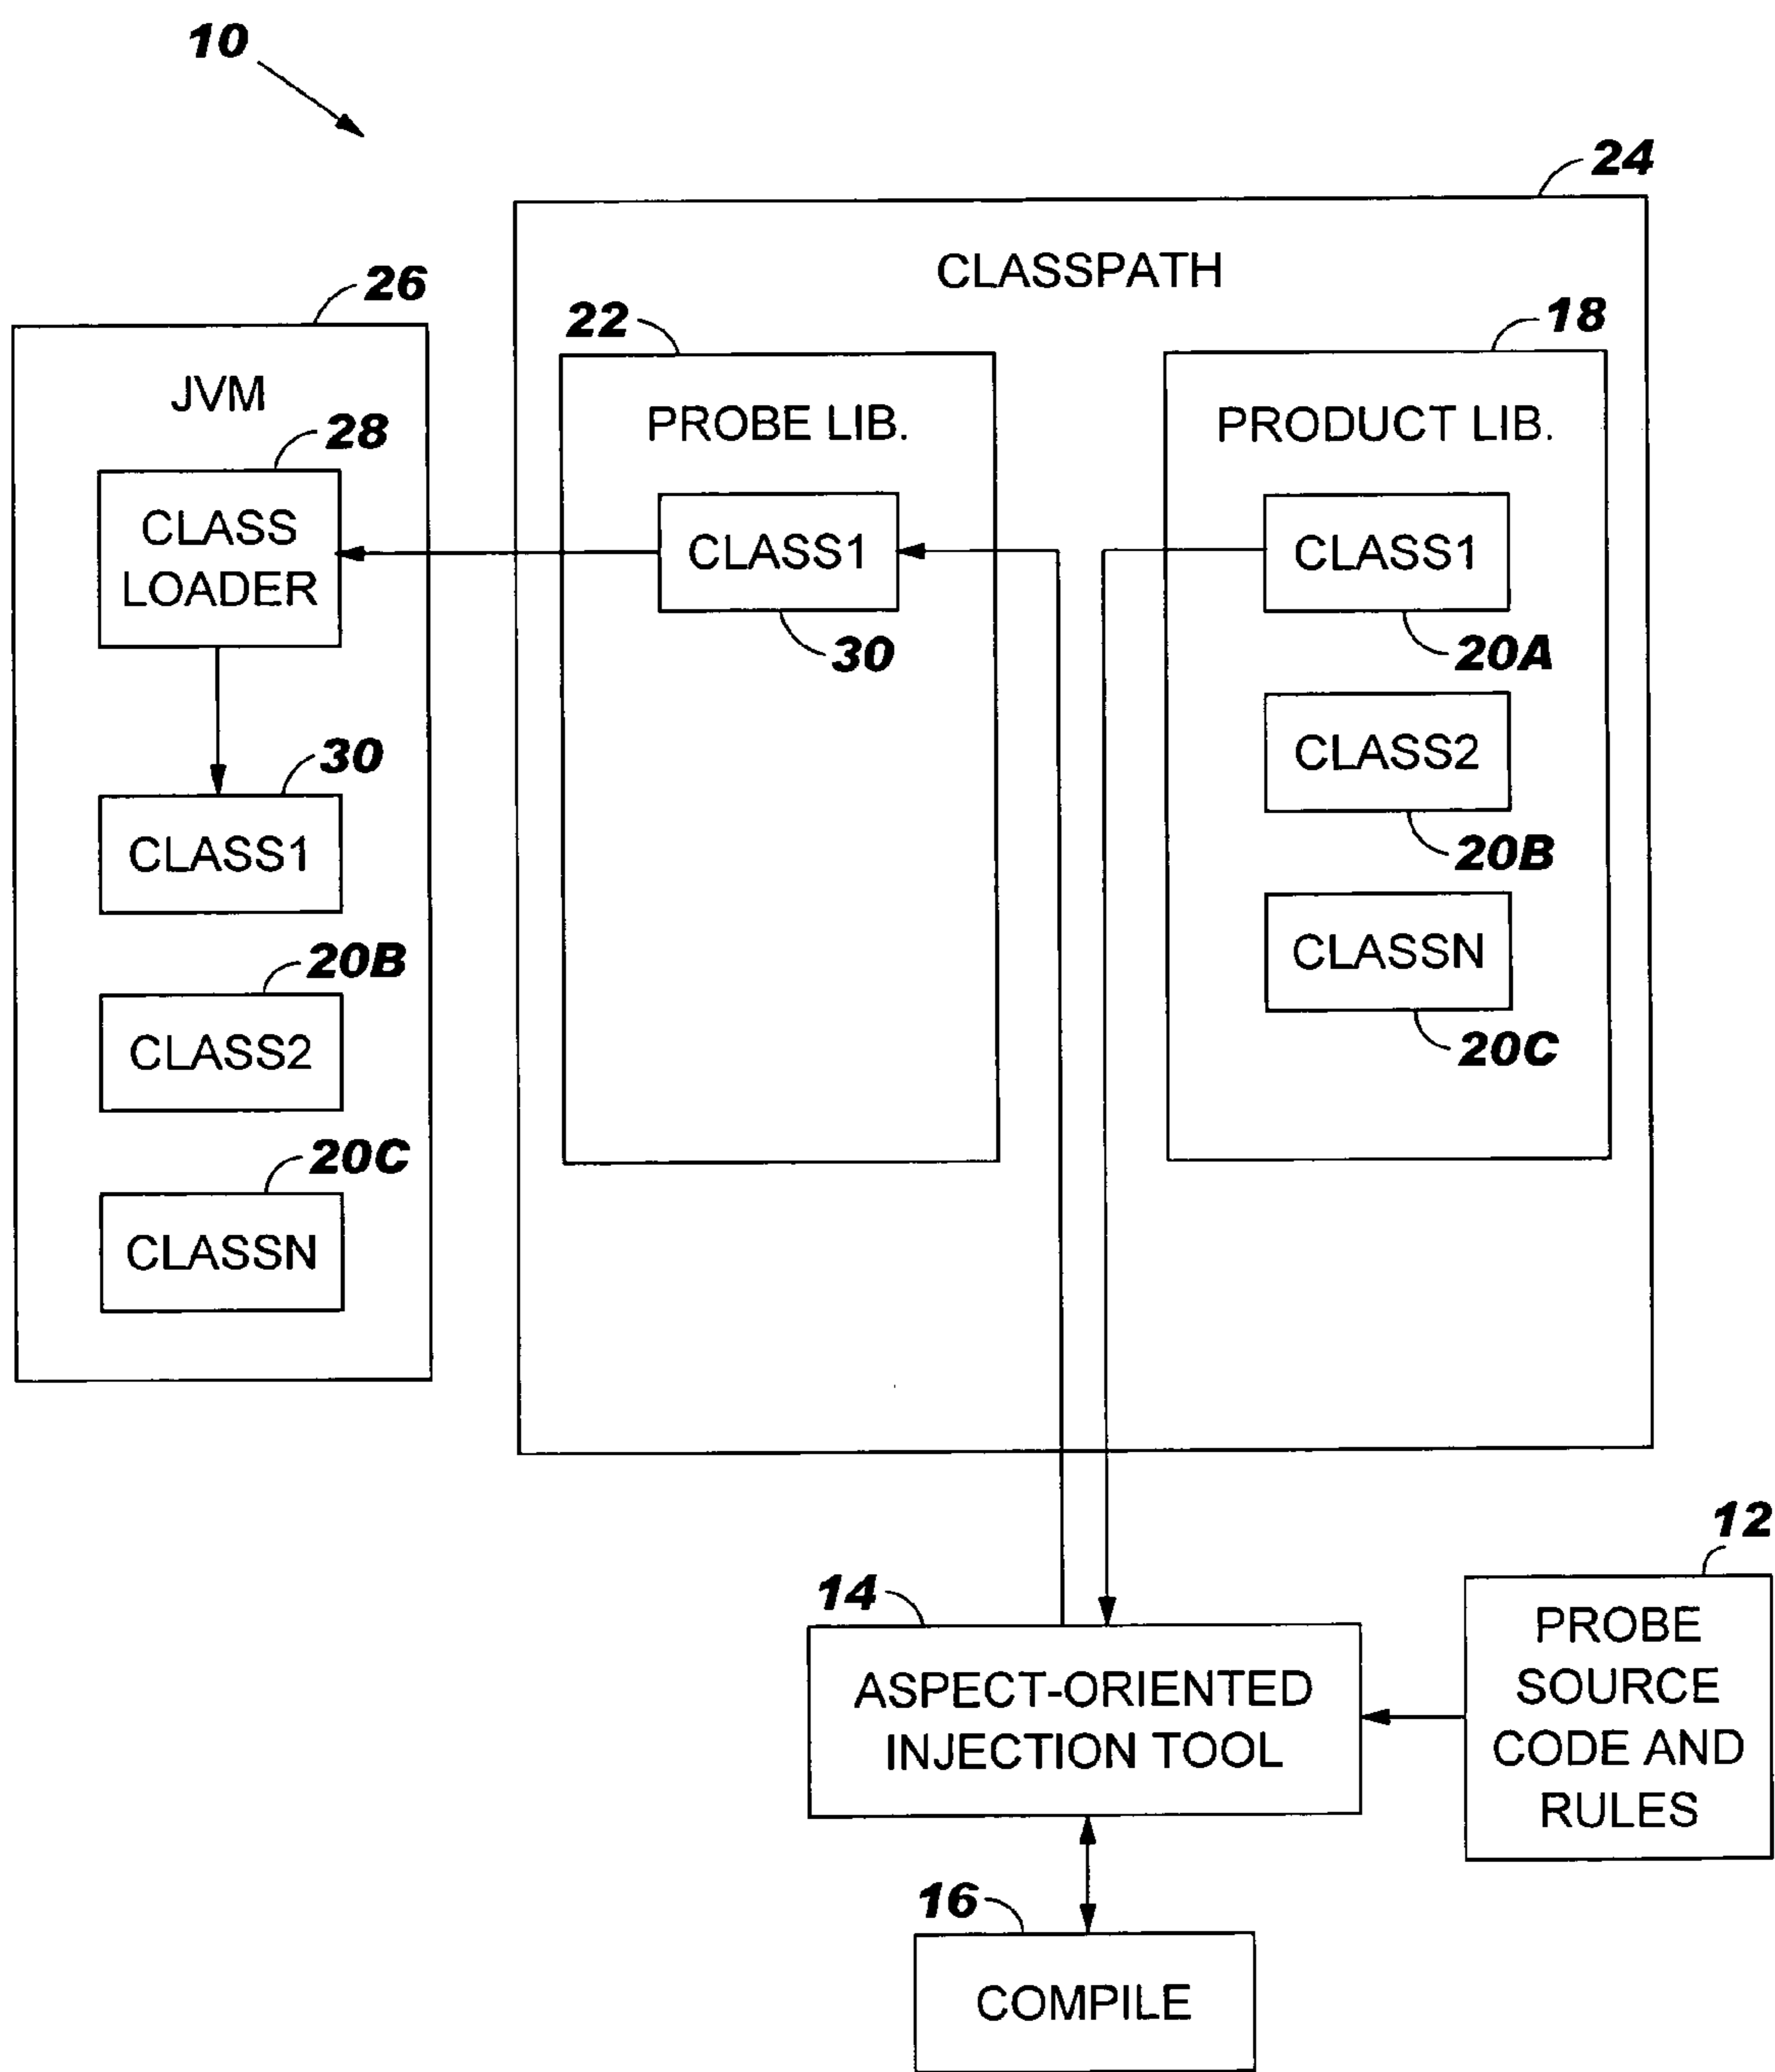 10
24
CLASSPATH
26
JVM
28
CLASS
LOADER
30
CLASS1
20B
CLASS2
20C
CLASSN
22
PROBE LIB.
CLASS1
30
18
PRODUCT LIB.
CLASS1
20A
CLASS2
20B
CLASSN
20C
14
ASPECT-ORIENTED
INJECTION TOOL
12
PROBE
SOURCE
CODE AND
RULES
16
COMPILE